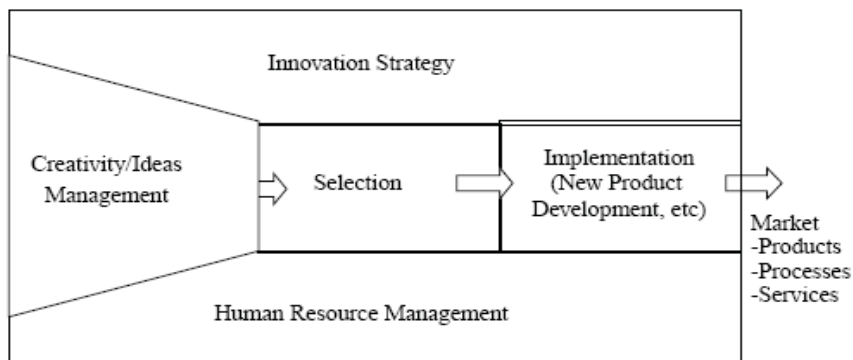 Innovation Strategy
Creativity/Ideas
Management
Selection
Implementation
(New Product
Development, etc)
Market
-Products
-Processes
-Services
Human Resource Management